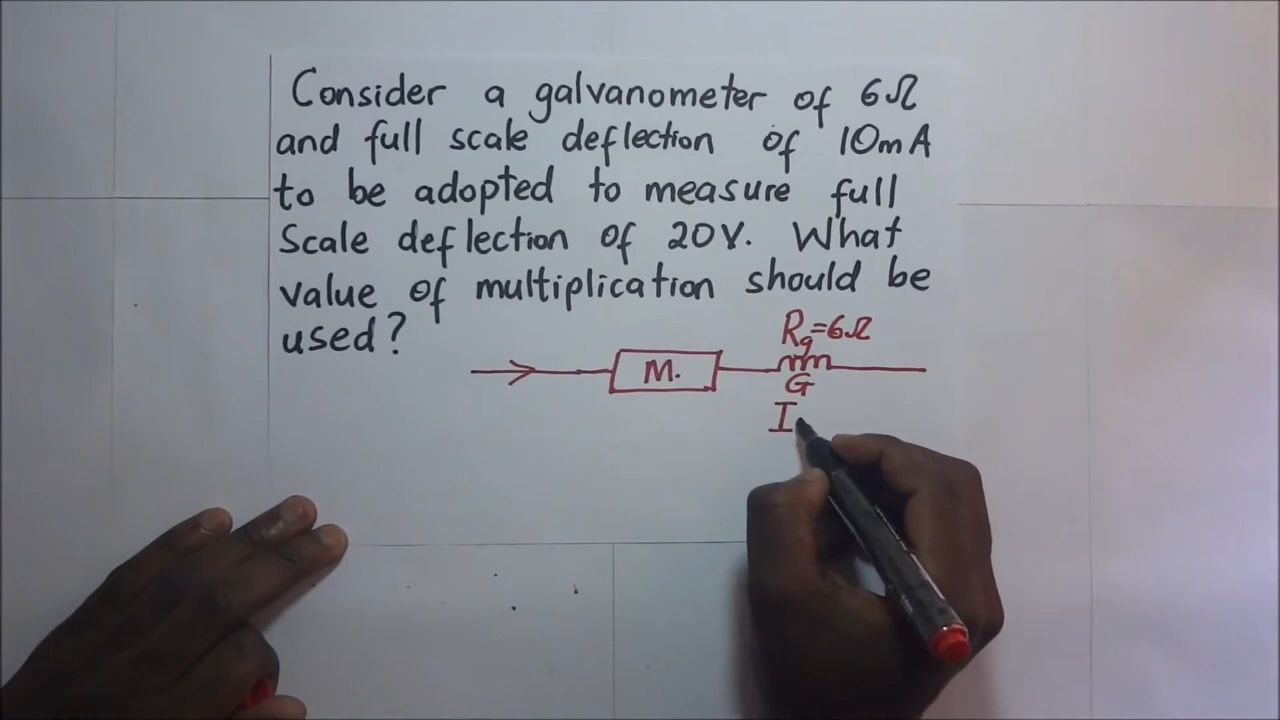 Consider a galvanometer of 6Ω
and full scale deflection of 10mA
to be adopted to measure full
Scale deflection of 20V. What
value of multiplication should be
used?
Rg=6Ω
M.
G
I